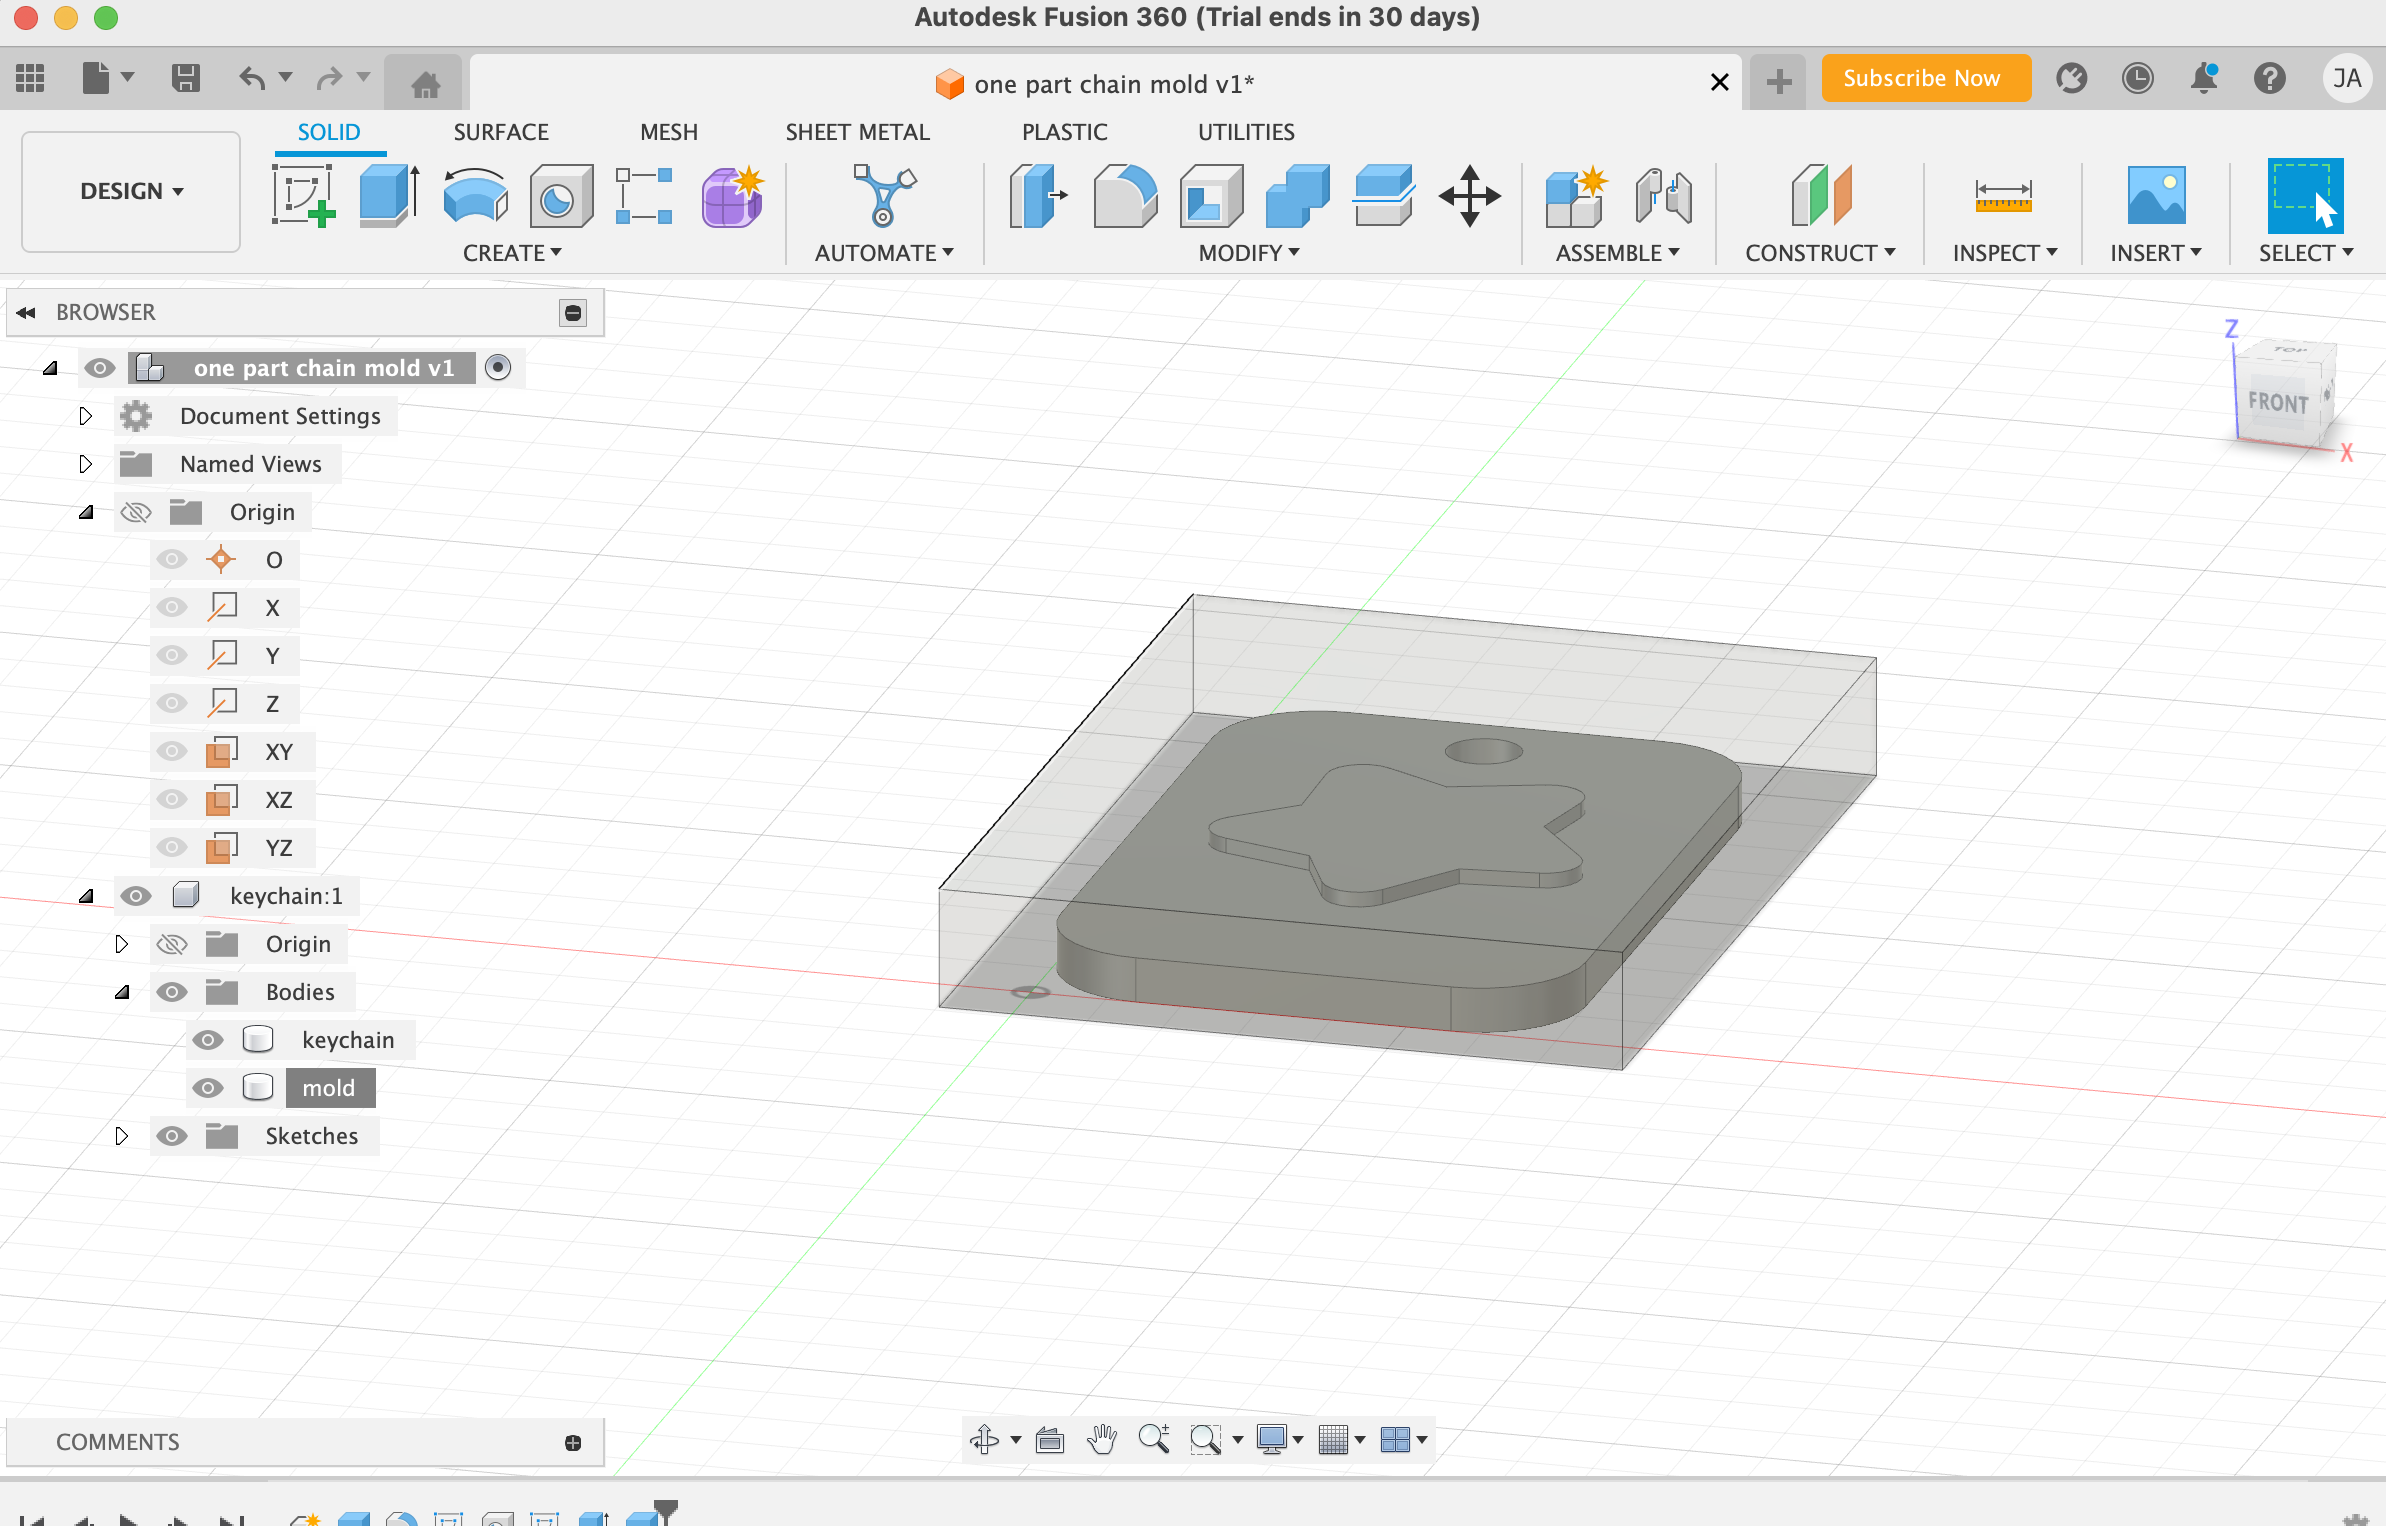 Autodesk Fusion 360 (Trial ends in 30 days)
one part chain mold v1*
Subscribe Now
JA
SOLID SURFACE MESH SHEET METAL PLASTIC UTILITIES
DESIGN
CREATE AUTOMATE MODIFY ASSEMBLE CONSTRUCT INSPECT INSERT SELECT
BROWSER
one part chain mold v1
Document Settings
Named Views
Origin
O
X
Y
Z
XY
XZ
YZ
keychain:1
Origin
Bodies
keychain
mold
Sketches
Z
TOP
FRONT
X
COMMENTS